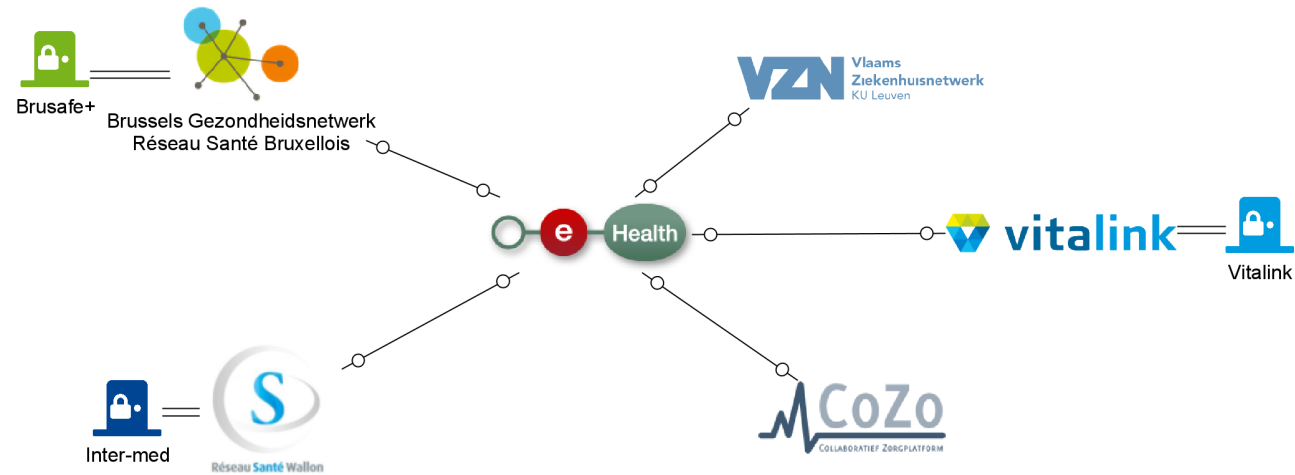 Brusafe+
Brussels Gezondheidsnetwerk
Réseau Santé Bruxellois
VZN
Vlaams
Ziekenhuisnetwerk
KU Leuven
e Health
vitalink
Vitalink
Inter-med
S
Réseau Santé Wallon
CoZo
COLLABORATIEF ZORGPLATFORM